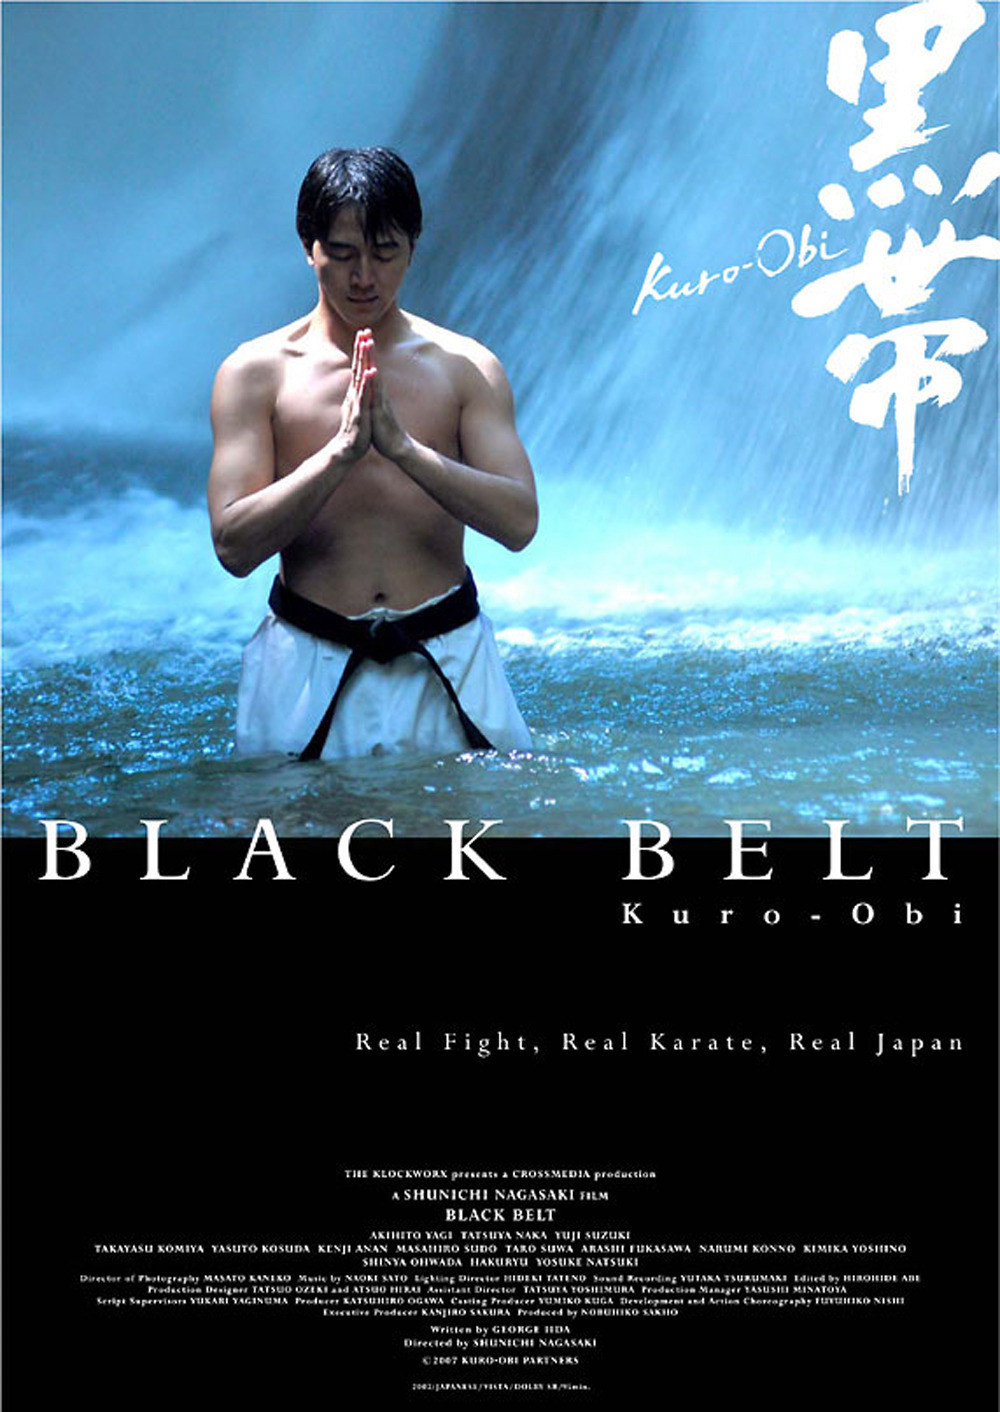 黒帯
Kuro-Obi
BLACK BELT
Kuro-Obi
Real Fight, Real Karate, Real Japan
THE KLOCKWORX presents a CROSSMEDIA production
A SHUNICHI NAGASAKI FILM
BLACK BELT
AKIHITO YAGI TATSUYA NAKA YUJI SUZUKI
TAKAYASU KOMIYA YASUTO KOSUDA KENJI ANAN MASAHIRO SUDO TARO SUWA ARASHI FUKASAWA NARUMI KONNO KIMIKA YOSHINO
SHINYA OHWADA HAKURYU YOSUKE NATSUKI
Director of Photography MASATO KANEKO Music by NAOKI SATO Lighting Director HIDEKI TATENO Sound Recording YUTAKA TSURUMAKI Edited by HIROHIDE ABE
Production Designer TATSUO OZEKI and ATSUO HIRAI Assistant Director TATSUYA YOSHIMURA Production Manager YASUSHI MINATOYA
Script Supervisors YUKARI YAGINUMA Producer KATSUHIRO OGAWA Casting Producer YUMIKO KUGA Development and Action Choreography FUYUHIKO NISHI
Executive Producer KANJIRO SAKURA Produced by NOBUHIKO SAKHO
Written by GEORGE IIDA
Directed by SHUNICHI NAGASAKI
©2007 KURO-OBI PARTNERS
2002/JAPANESE/VISTA/DOLBY SR/95min.